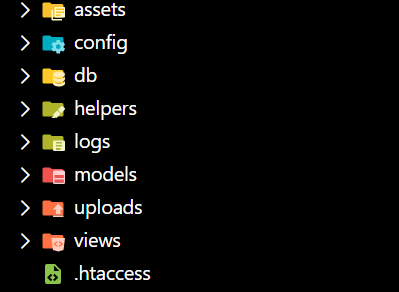 assets
config
db
helpers
logs
models
uploads
views
.htaccess